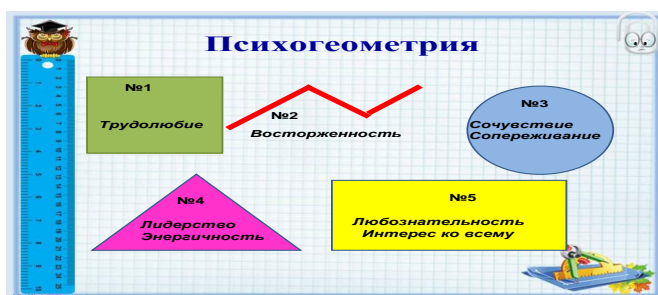 Психогеометрия
№1
Трудолюбие
№2
Восторженность
№3
Сочувствие
Сопереживание
№4
Лидерство
Энергичность
№5
Любознательность
Интерес ко всему